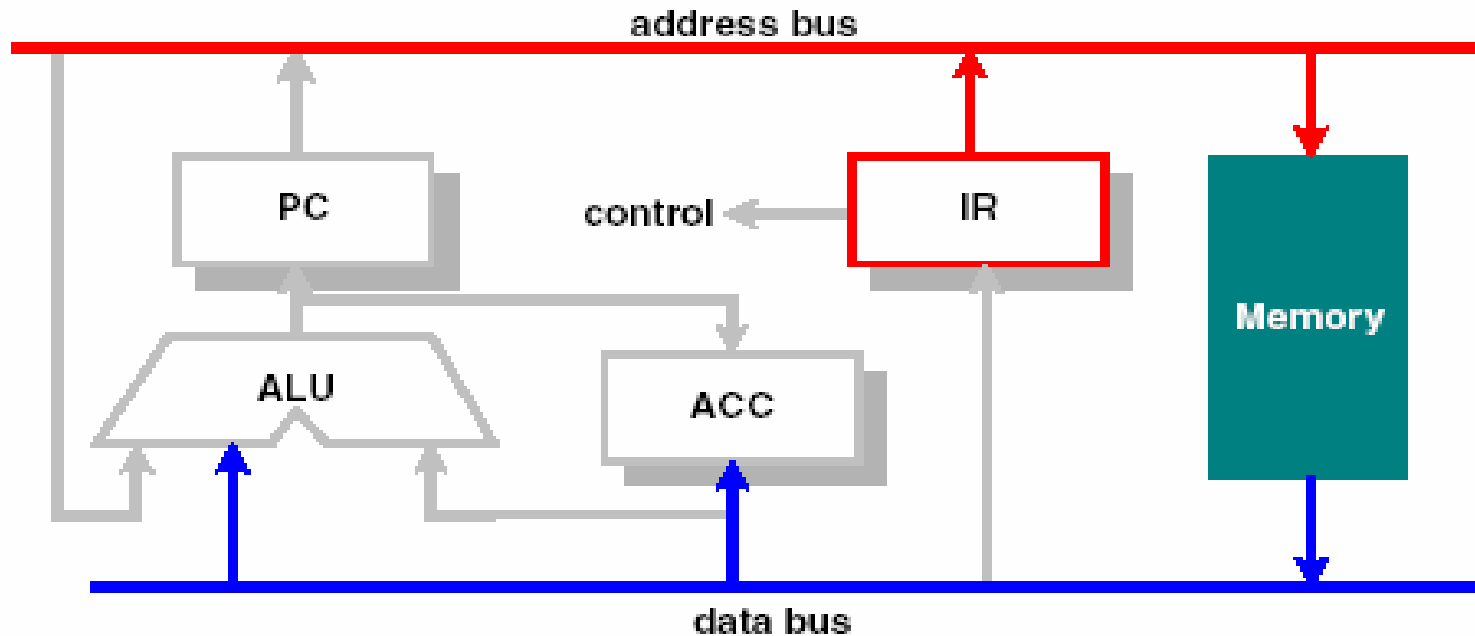 address bus
PC
control
IR
Memory
ALU
ACC
data bus